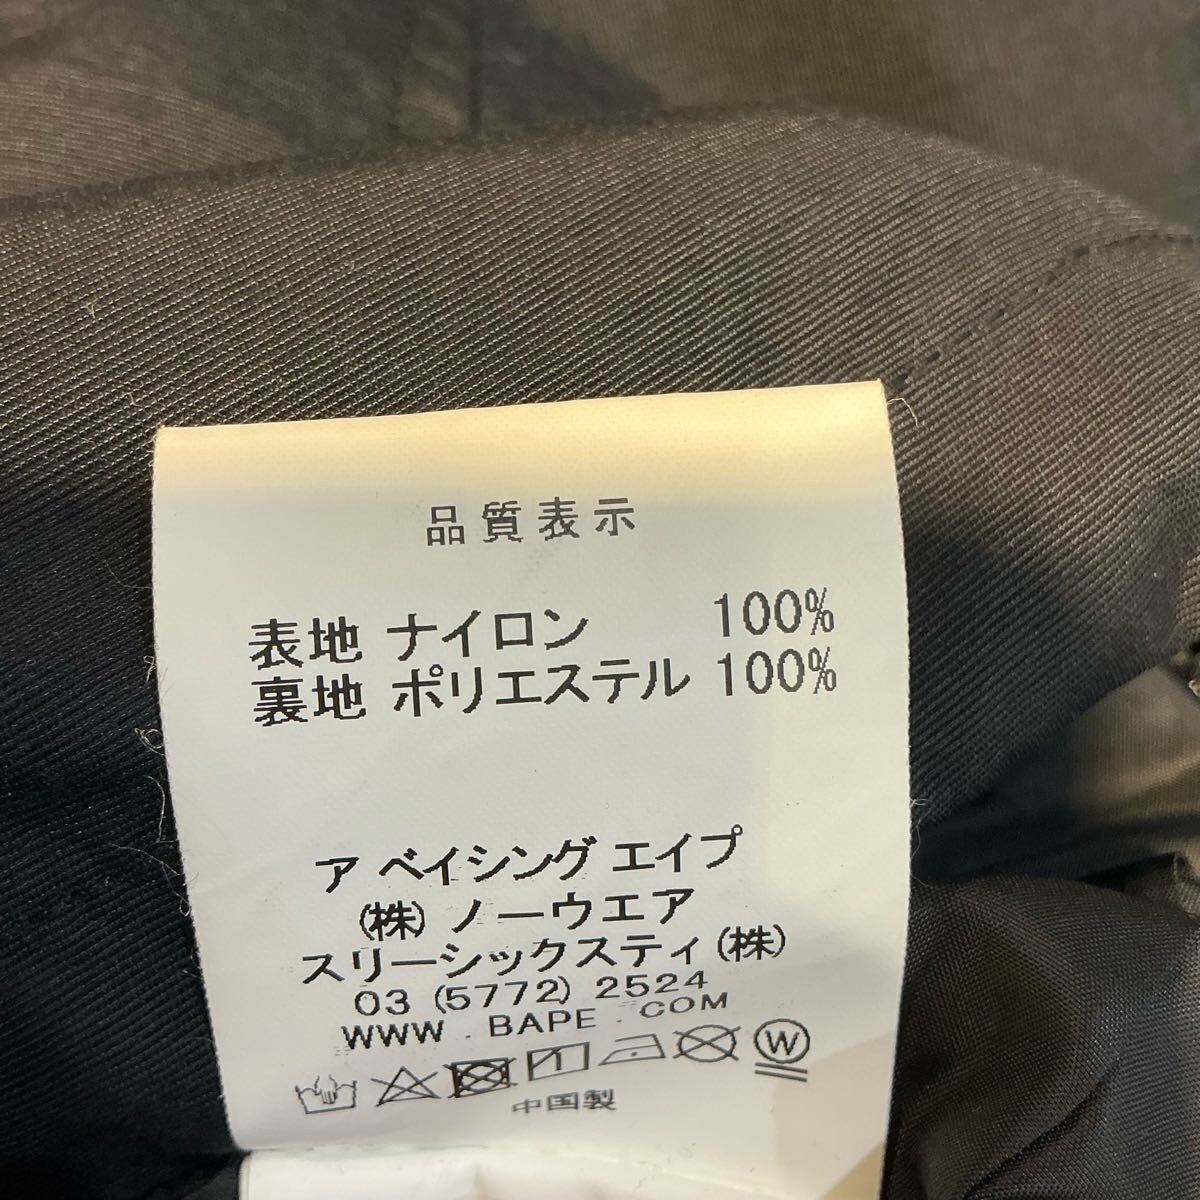 品質表示
表地 ナイロン 100%
裏地 ポリエステル 100%
ア ベイシング エイプ
(株) ノーウエア
スリーシックスティ (株)
03 (5772) 2524
WWW . BAPE . COM
W
中国製